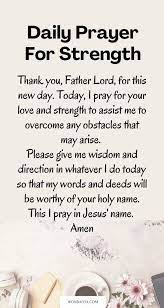 Daily Prayer
For Strength
Thank you, Father Lord, for this
new day. Today, I pray for your
love and strength to assist me to
overcome any obstacles that
may arise.
Please give me wisdom and
direction in whatever I do today
so that my words and deeds will
be worthy of your holy name.
This I pray in Jesus' name.
Amen